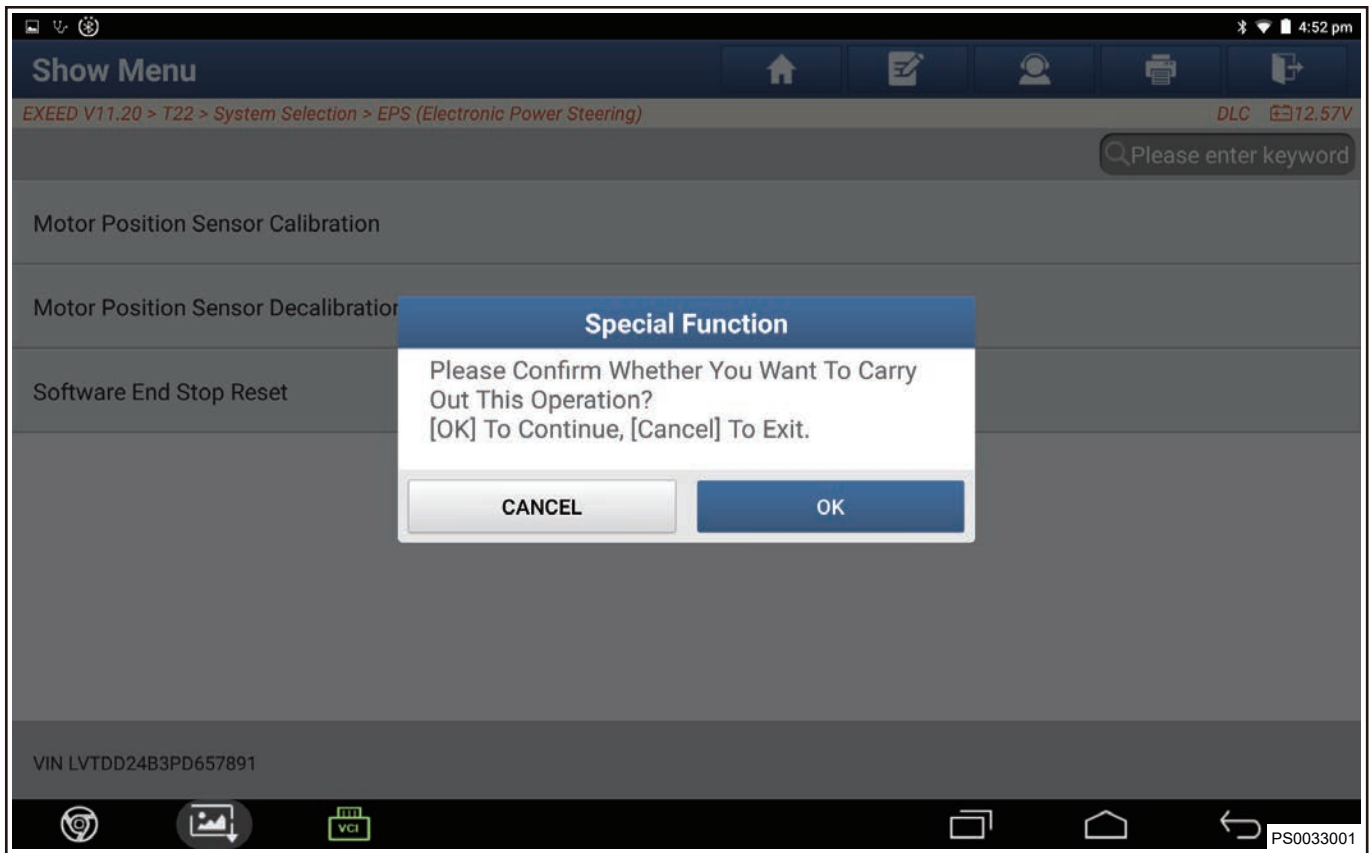 4:52 pm
Show Menu
EXEED V11.20 > T22 > System Selection > EPS (Electronic Power Steering)
DLC 12.57V
Please enter keyword
Motor Position Sensor Calibration
Motor Position Sensor Decalibration
Special Function
Please Confirm Whether You Want To Carry
Out This Operation?
[OK] To Continue, [Cancel] To Exit.
Software End Stop Reset
CANCEL
OK
VIN LVTDD24B3PD657891
VCI
PS0033001